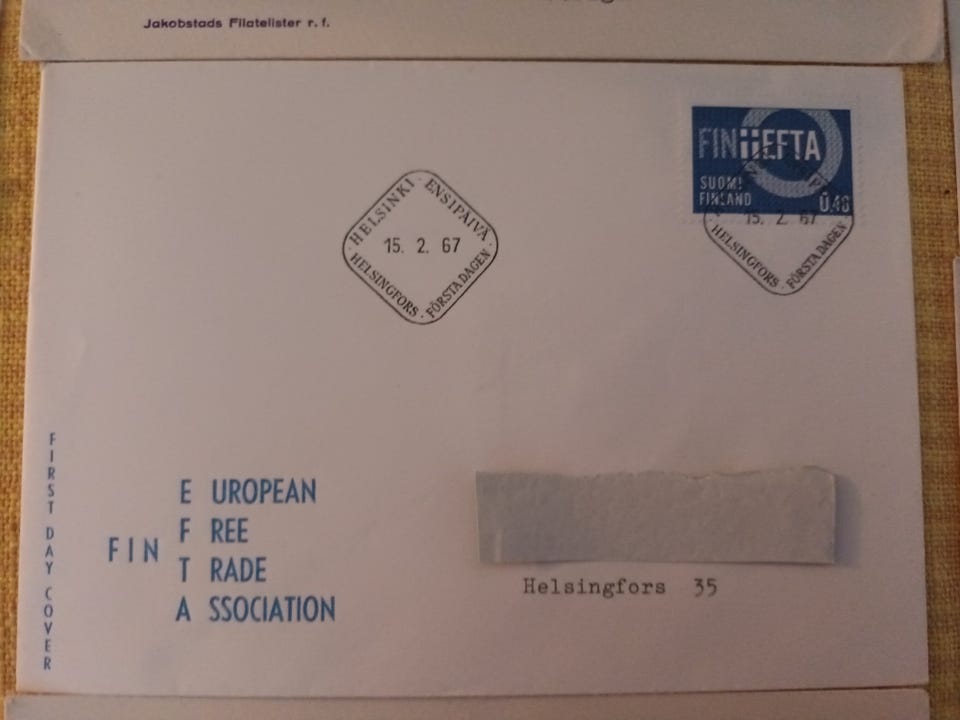 Jakobstads Filatelister r. f.
FINEFTA
SUOMI
FINLAND
0.40
15. 2. 67
HELSINGFORS · FÖRSTA DAGEN
HELSINKI · ENSIPÄIVÄ
15. 2. 67
HELSINGFORS · FÖRSTA DAGEN
FIRST DAY COVER
E UROPEAN
F REE
FIN
T RADE
A SSOCIATION
Helsingfors 35